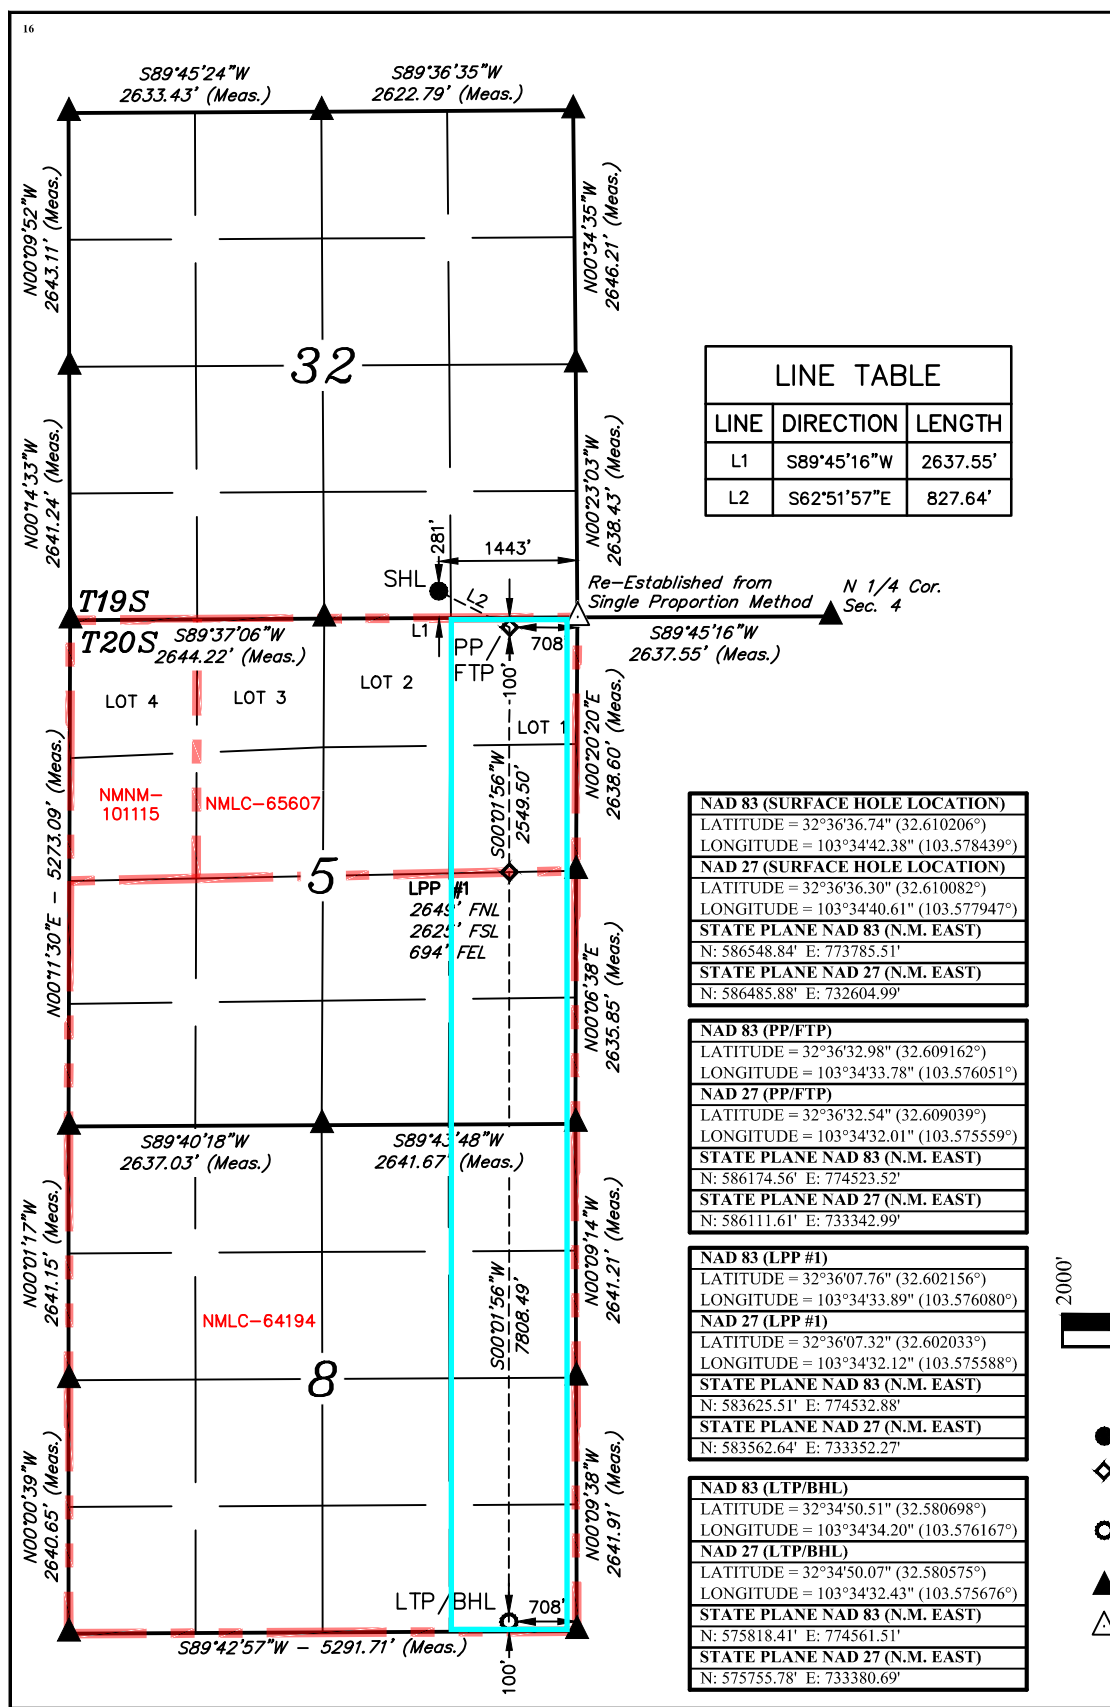 16
S89°45'24"W
2633.43' (Meas.)
S89°36'35"W
2622.79' (Meas.)
N00°09'52"W
2643.11' (Meas.)
N00°34'35"W
2646.21' (Meas.)
32
N00°14'33"W
2641.24' (Meas.)
N00°23'03"W
2638.43' (Meas.)
LINE TABLE
LINE DIRECTION LENGTH
L1 S89°45'16"W 2637.55'
L2 S62°51'57"E 827.64'
281'
1443'
SHL
L2
Re-Established from
Single Proportion Method
N 1/4 Cor.
Sec. 4
T19S
T20S
S89°37'06"W
2644.22' (Meas.)
L1
PP/
FTP
708'
S89°45'16"W
2637.55' (Meas.)
100'
LOT 4
LOT 3
LOT 2
LOT 1
N00°20'20"E
2638.60' (Meas.)
N00°11'30"E - 5273.09' (Meas.)
NMNM-
101115
NMLC-65607
S00°01'56"W
2549.50'
5
LPP #1
2649' FNL
2625' FSL
694' FEL
N00°06'38"E
2635.85' (Meas.)
S89°40'18"W
2637.03' (Meas.)
S89°43'48"W
2641.67' (Meas.)
N00°01'17"W
2641.15' (Meas.)
N00°09'14"W
2641.21' (Meas.)
NMLC-64194
S00°01'56"W
7808.49'
8
N00°00'39"W
2640.65' (Meas.)
N00°09'38"W
2641.91' (Meas.)
LTP/BHL
708'
S89°42'57"W - 5291.71' (Meas.)
100'
NAD 83 (SURFACE HOLE LOCATION)
LATITUDE = 32°36'36.74" (32.610206°)
LONGITUDE = 103°34'42.38" (103.578439°)
NAD 27 (SURFACE HOLE LOCATION)
LATITUDE = 32°36'36.30" (32.610082°)
LONGITUDE = 103°34'40.61" (103.577947°)
STATE PLANE NAD 83 (N.M. EAST)
N: 586548.84' E: 773785.51'
STATE PLANE NAD 27 (N.M. EAST)
N: 586485.88' E: 732604.99'
NAD 83 (PP/FTP)
LATITUDE = 32°36'32.98" (32.609162°)
LONGITUDE = 103°34'33.78" (103.576051°)
NAD 27 (PP/FTP)
LATITUDE = 32°36'32.54" (32.609039°)
LONGITUDE = 103°34'32.01" (103.575559°)
STATE PLANE NAD 83 (N.M. EAST)
N: 586174.56' E: 774523.52'
STATE PLANE NAD 27 (N.M. EAST)
N: 586111.61' E: 733342.99'
NAD 83 (LPP #1)
LATITUDE = 32°36'07.76" (32.602156°)
LONGITUDE = 103°34'33.89" (103.576080°)
NAD 27 (LPP #1)
LATITUDE = 32°36'07.32" (32.602033°)
LONGITUDE = 103°34'32.12" (103.575588°)
STATE PLANE NAD 83 (N.M. EAST)
N: 583625.51' E: 774532.88'
STATE PLANE NAD 27 (N.M. EAST)
N: 583562.64' E: 733352.27'
NAD 83 (LTP/BHL)
LATITUDE = 32°34'50.51" (32.580698°)
LONGITUDE = 103°34'34.20" (103.576167°)
NAD 27 (LTP/BHL)
LATITUDE = 32°34'50.07" (32.580575°)
LONGITUDE = 103°34'32.43" (103.575676°)
STATE PLANE NAD 83 (N.M. EAST)
N: 575818.41' E: 774561.51'
STATE PLANE NAD 27 (N.M. EAST)
N: 575755.78' E: 733380.69'
2000'